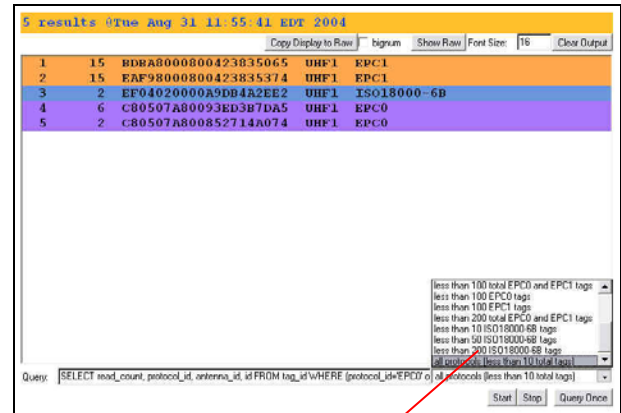 5 results @Tue Aug 31 11:55:41 EDT 2004
Copy Display to Raw bignum Show Raw Font Size: 16 Clear Output
1 15 BDBA8000800423835065 UHF1 EPC1
2 15 EAF98000800423835374 UHF1 EPC1
3 2 EF04020000A9DB4A2EE2 UHF1 ISO18000-6B
4 6 C80507A80093ED3B7DA5 UHF1 EPC0
5 2 C80507A800852714A074 UHF1 EPC0
less than 100 total EPC0 and EPC1 tags
less than 100 EPC0 tags
less than 100 EPC1 tags
less than 200 total EPC0 and EPC1 tags
less than 10 ISO18000-6B tags
less than 50 ISO18000-6B tags
less than 200 ISO18000-6B tags
all protocols (less than 10 total tags)
Query: SELECT read_count, protocol_id, antenna_id, id FROM tag_id WHERE (protocol_id='EPC0' o all protocols (less than 10 total tags)
Start Stop Query Once